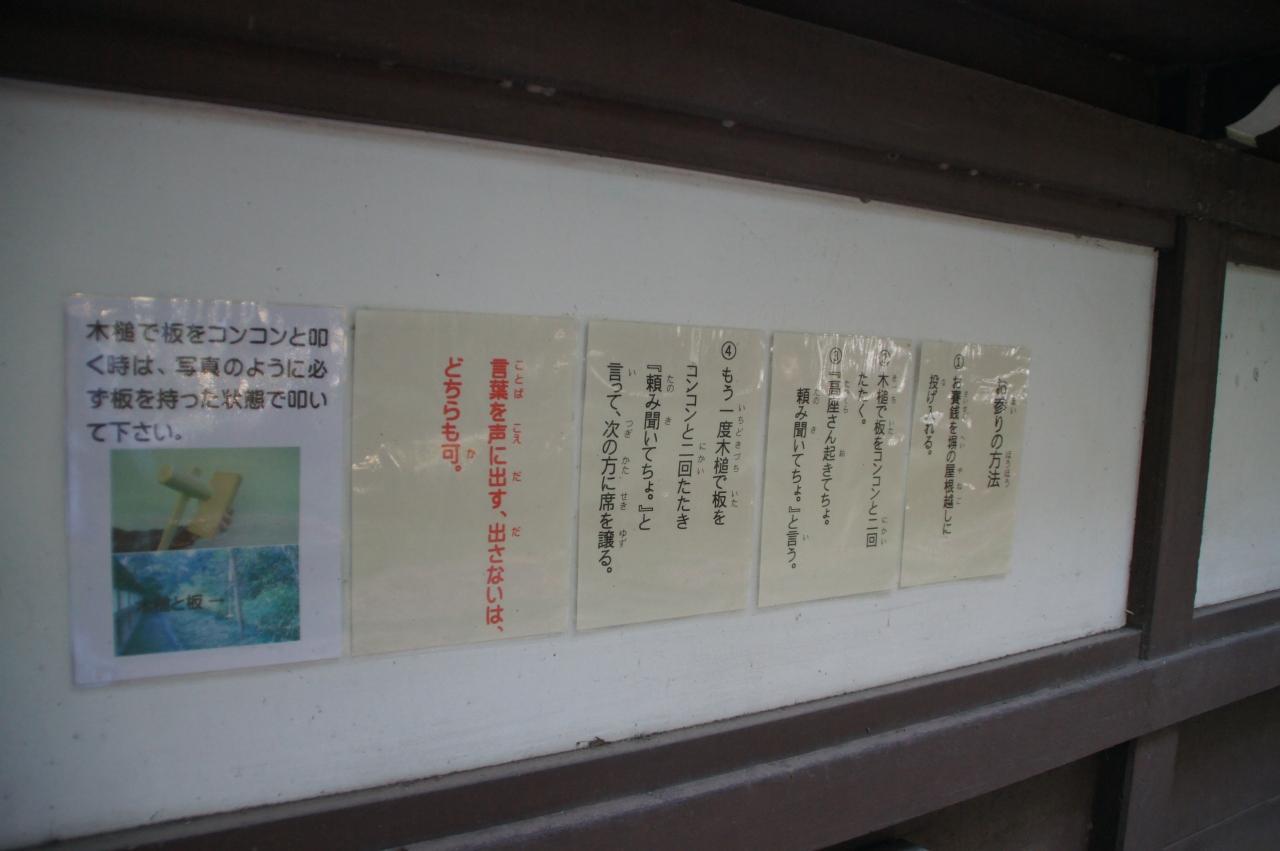 お参りの方法
①お賽銭を塀の屋根越しに
投げ入れる。
②木槌で板をコンコンと二回
たたく。
③『高座さん起きてちょ。
頼み聞いてちょ。』と言う。
④もう一度木槌で板を
コンコンと二回たたき
『頼み聞いてちょ。』と
言って、次の方に席を譲る。
言葉を声に出す、出さないは、
どちらも可。
木槌で板をコンコンと叩
く時は、写真のように必
ず板を持った状態で叩い
て下さい。
木槌と板